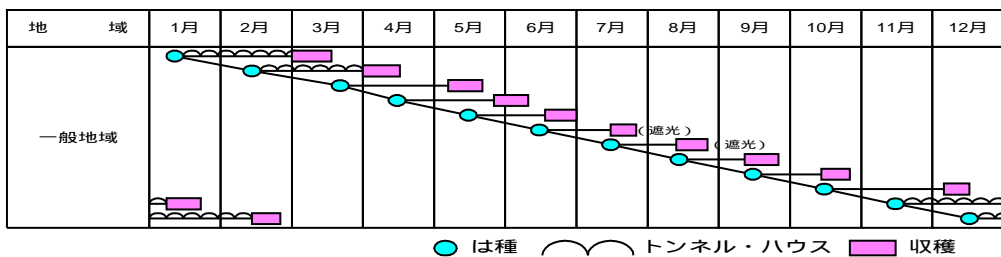 地 域 1月 2月 3月 4月 5月 6月 7月 8月 9月 10月 11月 12月
(遮光)
(遮光)
一般地域
は種 トンネル・ハウス 収穫